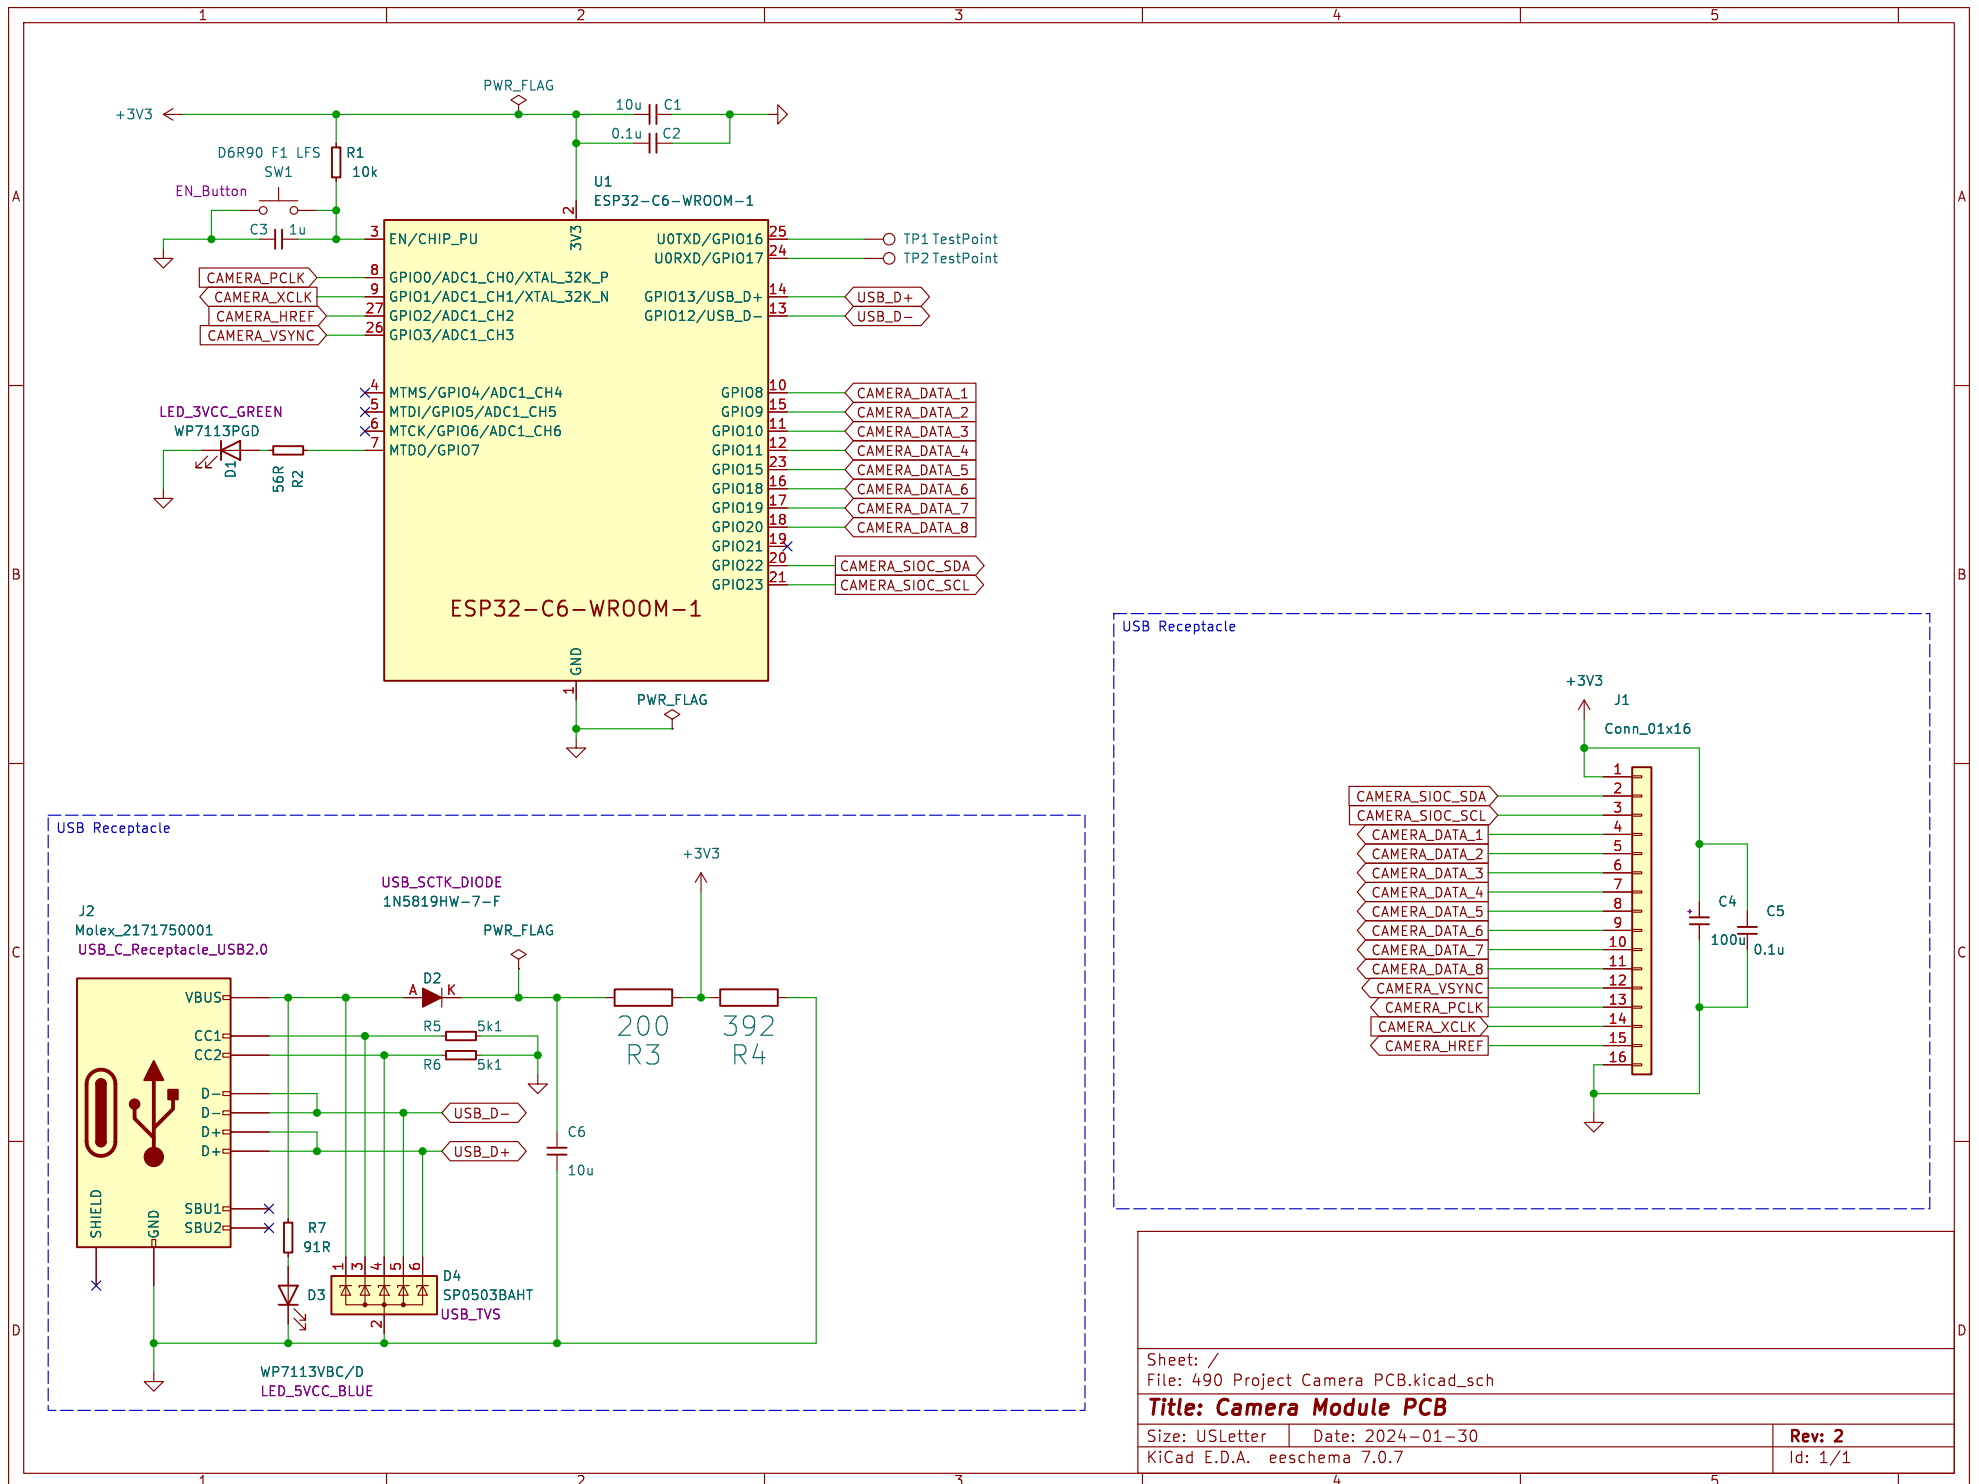 1 2 3 4 5
A A
B B
C C
D D
PWR_FLAG
+3V3
10u C1
0.1u C2
D6R90 F1 LFS R1
SW1 10k
EN_Button
C3 1u
U1
ESP32-C6-WROOM-1
2
3V3
3 EN/CHIP_PU
CAMERA_PCLK 8 GPIO0/ADC1_CH0/XTAL_32K_P
CAMERA_XCLK 9 GPIO1/ADC1_CH1/XTAL_32K_N
CAMERA_HREF 27 GPIO2/ADC1_CH2
CAMERA_VSYNC 26 GPIO3/ADC1_CH3
4 MTMS/GPIO4/ADC1_CH4
5 MTDI/GPIO5/ADC1_CH5
6 MTCK/GPIO6/ADC1_CH6
7 MTDO/GPIO7
LED_3VCC_GREEN
WP7113PGD
D1
56R
R2
U0TXD/GPIO16 25 TP1 TestPoint
U0RXD/GPIO17 24 TP2 TestPoint
GPIO13/USB_D+ 14 USB_D+
GPIO12/USB_D- 13 USB_D-
GPIO8 10 CAMERA_DATA_1
GPIO9 15 CAMERA_DATA_2
GPIO10 11 CAMERA_DATA_3
GPIO11 12 CAMERA_DATA_4
GPIO15 23 CAMERA_DATA_5
GPIO18 16 CAMERA_DATA_6
GPIO19 17 CAMERA_DATA_7
GPIO20 18 CAMERA_DATA_8
GPIO21 19
GPIO22 20 CAMERA_SIOC_SDA
GPIO23 21 CAMERA_SIOC_SCL
ESP32-C6-WROOM-1
GND
1
PWR_FLAG
USB Receptacle
+3V3
J1
Conn_01x16
1
CAMERA_SIOC_SDA 2
CAMERA_SIOC_SCL 3
CAMERA_DATA_1 4
CAMERA_DATA_2 5
CAMERA_DATA_3 6
CAMERA_DATA_4 7
CAMERA_DATA_5 8
CAMERA_DATA_6 9
CAMERA_DATA_7 10
CAMERA_DATA_8 11
CAMERA_VSYNC 12
CAMERA_PCLK 13
CAMERA_XCLK 14
CAMERA_HREF 15
16
C4
100u
C5
0.1u
USB Receptacle
+3V3
USB_SCTK_DIODE
1N5819HW-7-F
J2
Molex_2171750001
USB_C_Receptacle_USB2.0
PWR_FLAG
D2
A K
VBUS
CC1
CC2
D-
D-
D+
D+
SBU1
SBU2
SHIELD
GND
R5 5k1
R6 5k1
200
R3
392
R4
USB_D-
USB_D+
C6
10u
R7
91R
D3
1 3 4 5 6
2
D4
SP0503BAHT
USB_TVS
WP7113VBC/D
LED_5VCC_BLUE
Sheet: /
File: 490 Project Camera PCB.kicad_sch
Title: Camera Module PCB
Size: USLetter Date: 2024-01-30 Rev: 2
KiCad E.D.A. eeschema 7.0.7 Id: 1/1
1 2 3 4 5